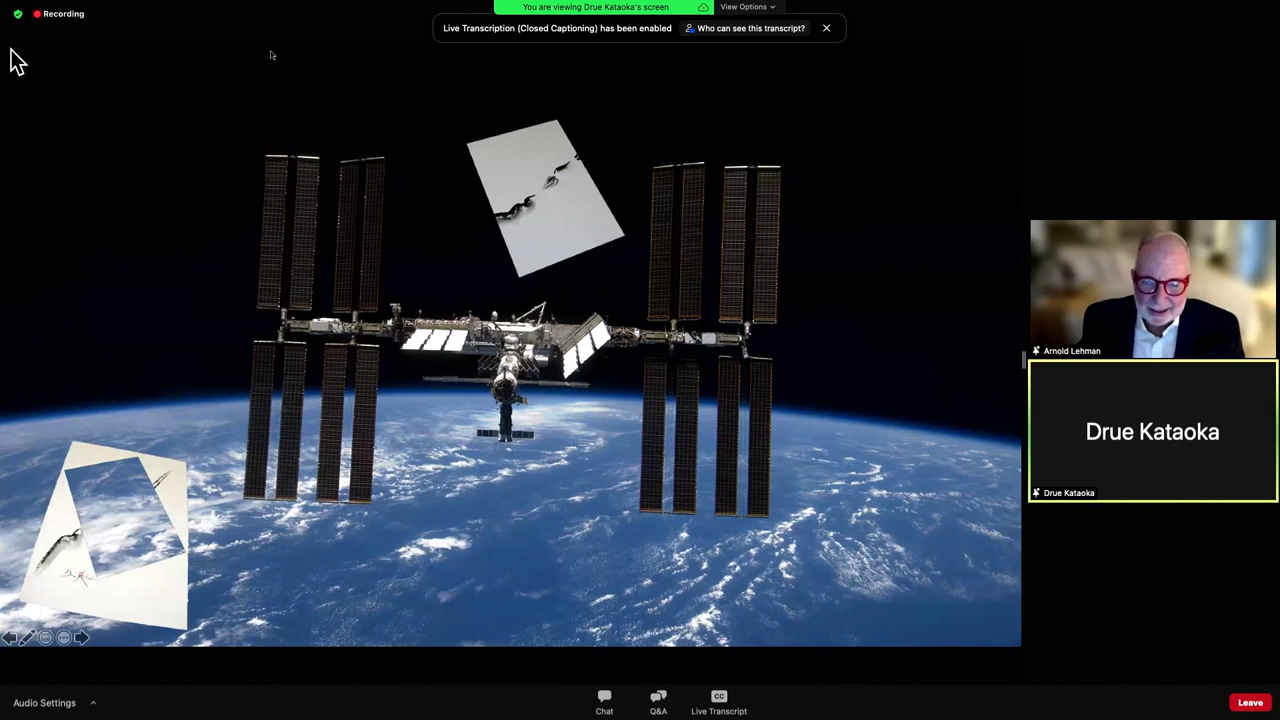 Recording
You are viewing Drue Kataoka's screen
View Options
Live Transcription (Closed Captioning) has been enabled
Who can see this transcript?
Arnold Lehman
Drue Kataoka
Drue Kataoka
Audio Settings
Chat
Q&A
CC
Live Transcript
Leave